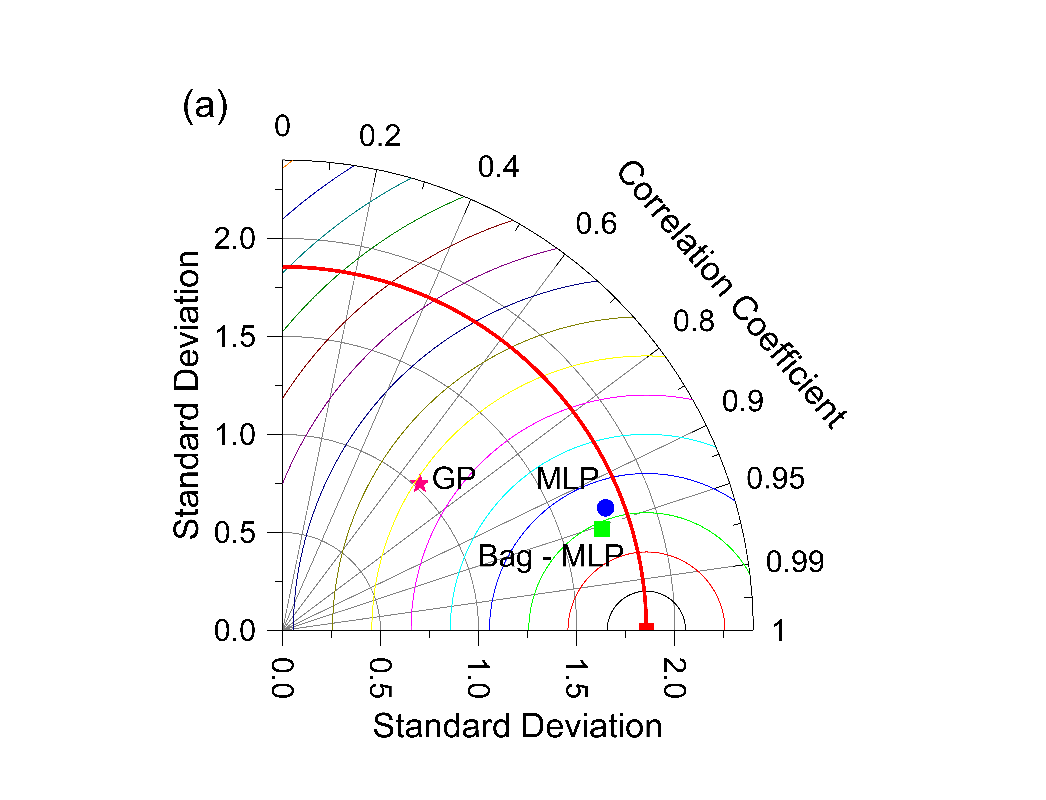 (a)
0
0.2
0.4
0.6
0.8
0.9
0.95
0.99
1
Correlation Coefficient
Standard Deviation
2.0
1.5
1.0
0.5
0.0
GP
MLP
Bag - MLP
0.0
0.5
1.0
1.5
2.0
Standard Deviation